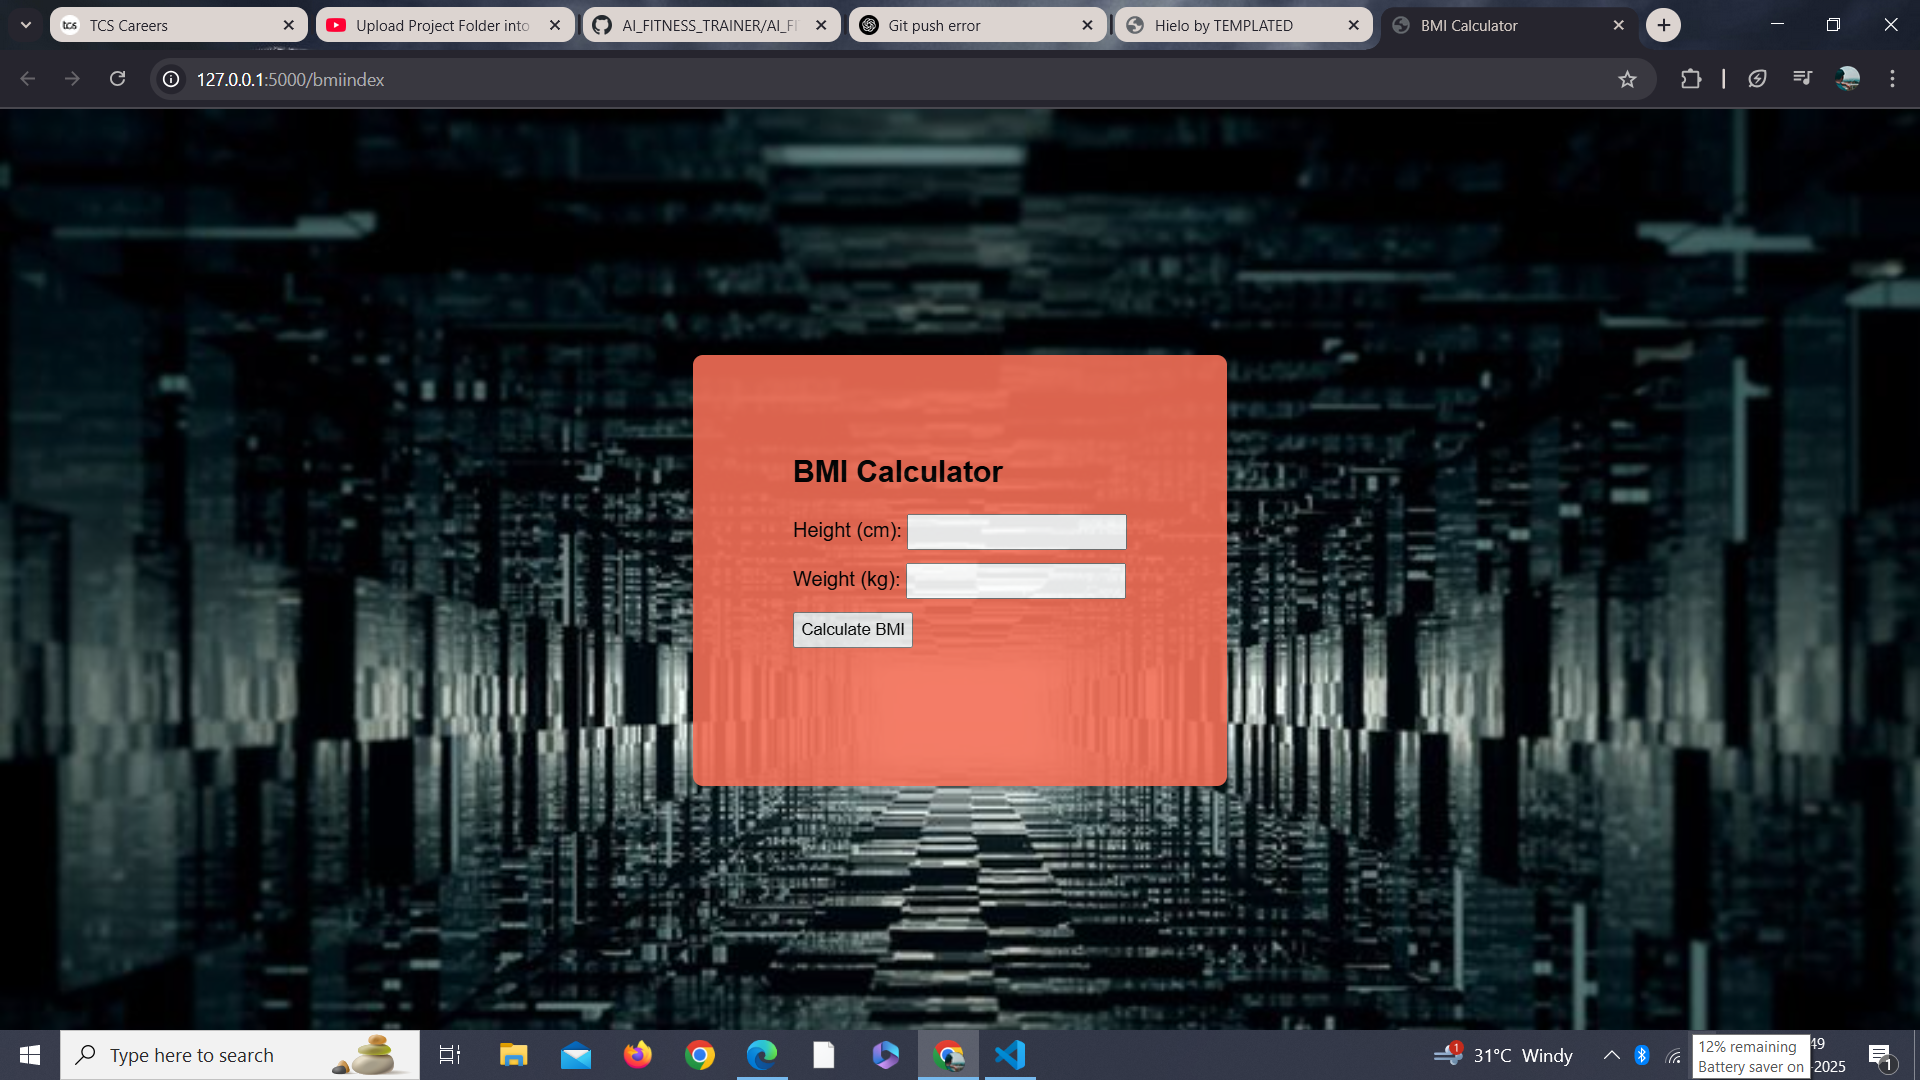 tcs TCS Careers
Upload Project Folder into
AI_FITNESS_TRAINER/AI_FI
Git push error
Hielo by TEMPLATED
BMI Calculator
127.0.0.1:5000/bmiindex
BMI Calculator
Height (cm):
Weight (kg):
Calculate BMI
Type here to search
1
31°C Windy
12% remaining
Battery saver on
:49
-2025
1